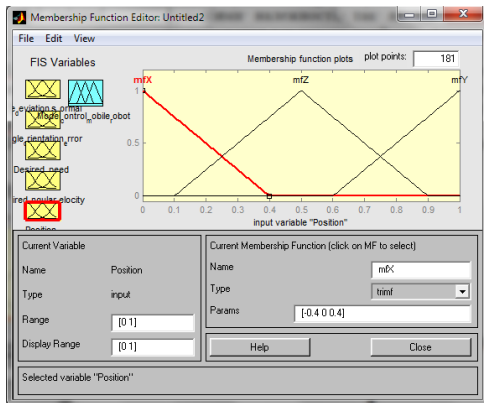 Membership Function Editor: Untitled2
File Edit View
FIS Variables
Membership function plots
plot points:
181
mfX
mfZ
mfY
1
0.5
0
0 0.1 0.2 0.3 0.4 0.5 0.6 0.7 0.8 0.9 1
input variable "Position"
Desired
Position
Current Variable
Name Position
Type input
Range [0 1]
Display Range [0 1]
Current Membership Function (click on MF to select)
Name mfX
Type trimf
Params [-0.4 0 0.4]
Help
Close
Selected variable "Position"